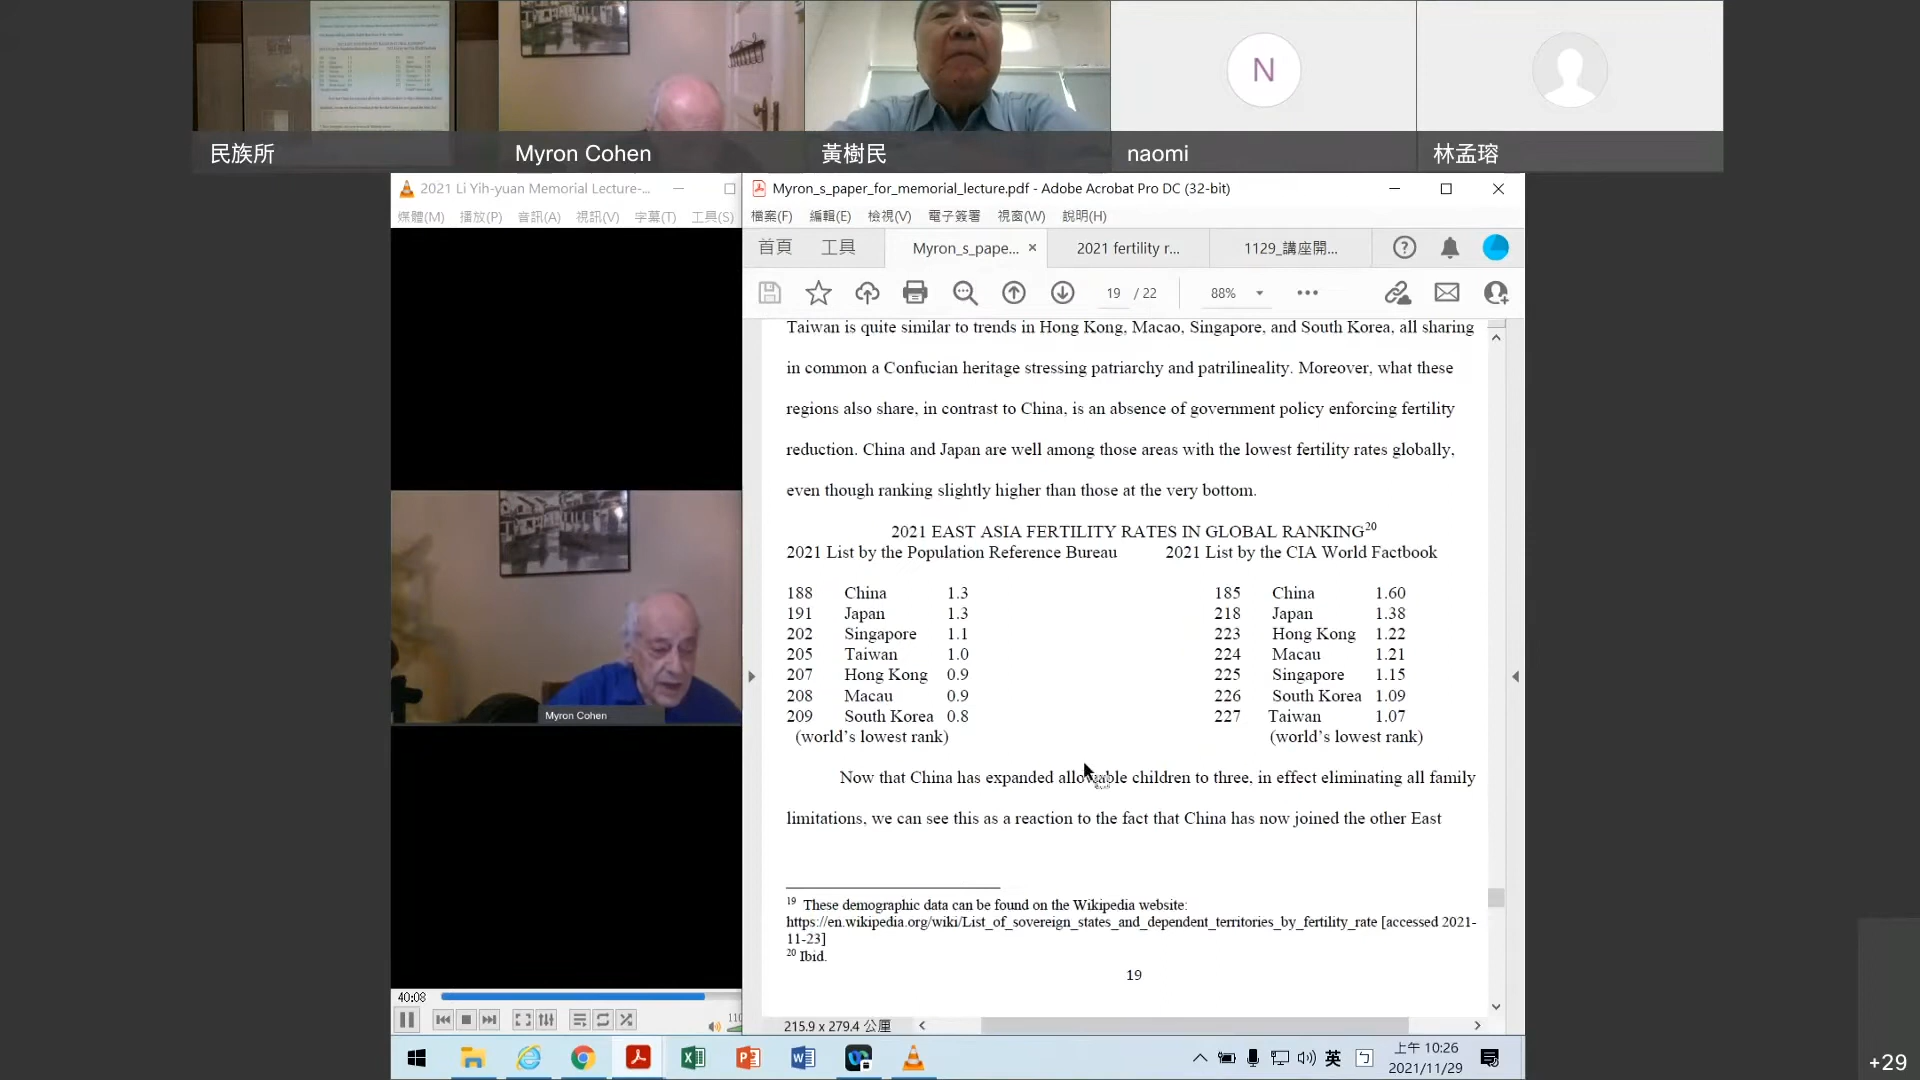 民族所
Myron Cohen
黃樹民
naomi
N
林孟瑢
2021 Li Yih-yuan Memorial Lecture-...
媒體(M) 播放(P) 音訊(A) 視訊(V) 字幕(T) 工具(S)
Myron Cohen
40:08
Myron_s_paper_for_memorial_lecture.pdf - Adobe Acrobat Pro DC (32-bit)
檔案(F) 編輯(E) 檢視(V) 電子簽署 視窗(W) 說明(H)
首頁 工具 Myron_s_pape... × 2021 fertility r... 1129_講座開...
19 / 22 88%
Taiwan is quite similar to trends in Hong Kong, Macao, Singapore, and South Korea, all sharing
in common a Confucian heritage stressing patriarchy and patrilineality. Moreover, what these
regions also share, in contrast to China, is an absence of government policy enforcing fertility
reduction. China and Japan are well among those areas with the lowest fertility rates globally,
even though ranking slightly higher than those at the very bottom.
2021 EAST ASIA FERTILITY RATES IN GLOBAL RANKING20
2021 List by the Population Reference Bureau 2021 List by the CIA World Factbook
188 China 1.3 185 China 1.60
191 Japan 1.3 218 Japan 1.38
202 Singapore 1.1 223 Hong Kong 1.22
205 Taiwan 1.0 224 Macau 1.21
207 Hong Kong 0.9 225 Singapore 1.15
208 Macau 0.9 226 South Korea 1.09
209 South Korea 0.8 227 Taiwan 1.07
(world's lowest rank) (world's lowest rank)
Now that China has expanded allowable children to three, in effect eliminating all family
limitations, we can see this as a reaction to the fact that China has now joined the other East
19 These demographic data can be found on the Wikipedia website:
https://en.wikipedia.org/wiki/List_of_sovereign_states_and_dependent_territories_by_fertility_rate [accessed 2021-
11-23]
20 Ibid.
19
215.9 x 279.4 公厘
英
上午 10:26
2021/11/29
+29